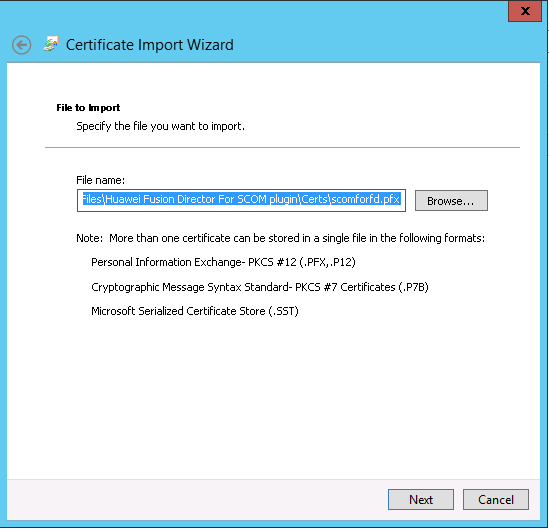 x
Certificate Import Wizard
File to Import
Specify the file you want to import.
File name:
Files\Huawei Fusion Director For SCOM plugin\Certs\scomforfd.pfx
Browse...
Note: More than one certificate can be stored in a single file in the following formats:
Personal Information Exchange- PKCS #12 (.PFX,.P12)
Cryptographic Message Syntax Standard- PKCS #7 Certificates (.P7B)
Microsoft Serialized Certificate Store (.SST)
Next
Cancel